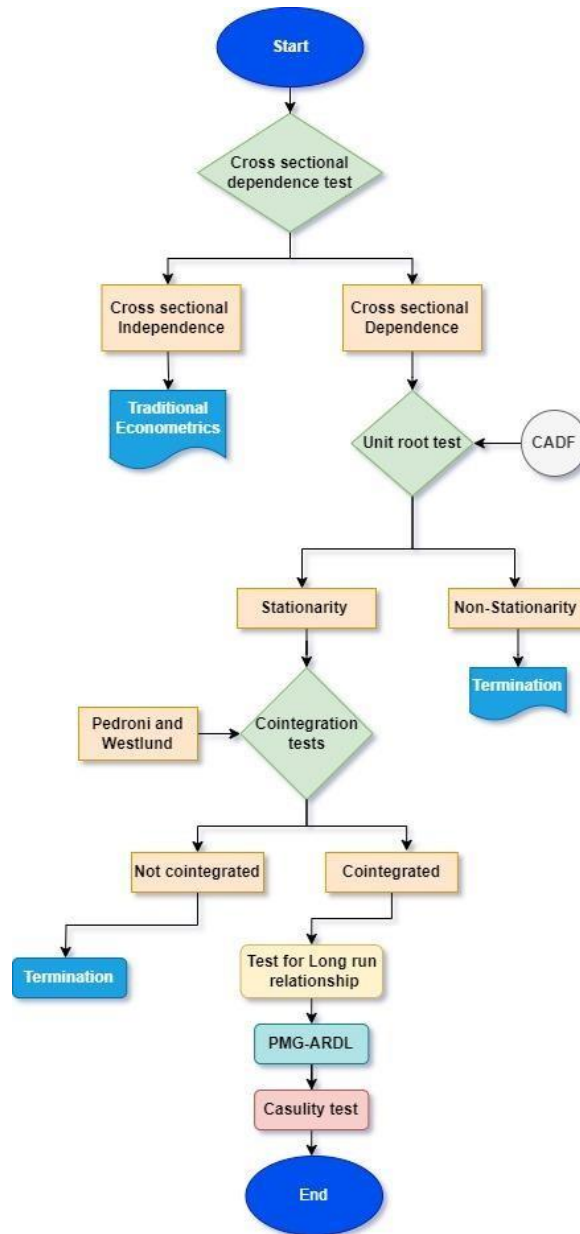 Start
Cross sectional
dependence test
Cross sectional
Independence
Cross sectional
Dependence
Traditional
Econometrics
Unit root test
CADF
Stationarity
Non-Stationarity
Termination
Pedroni and
Westlund
Cointegration
tests
Not cointegrated
Cointegrated
Termination
Test for Long run
relationship
PMG-ARDL
Casulity test
End